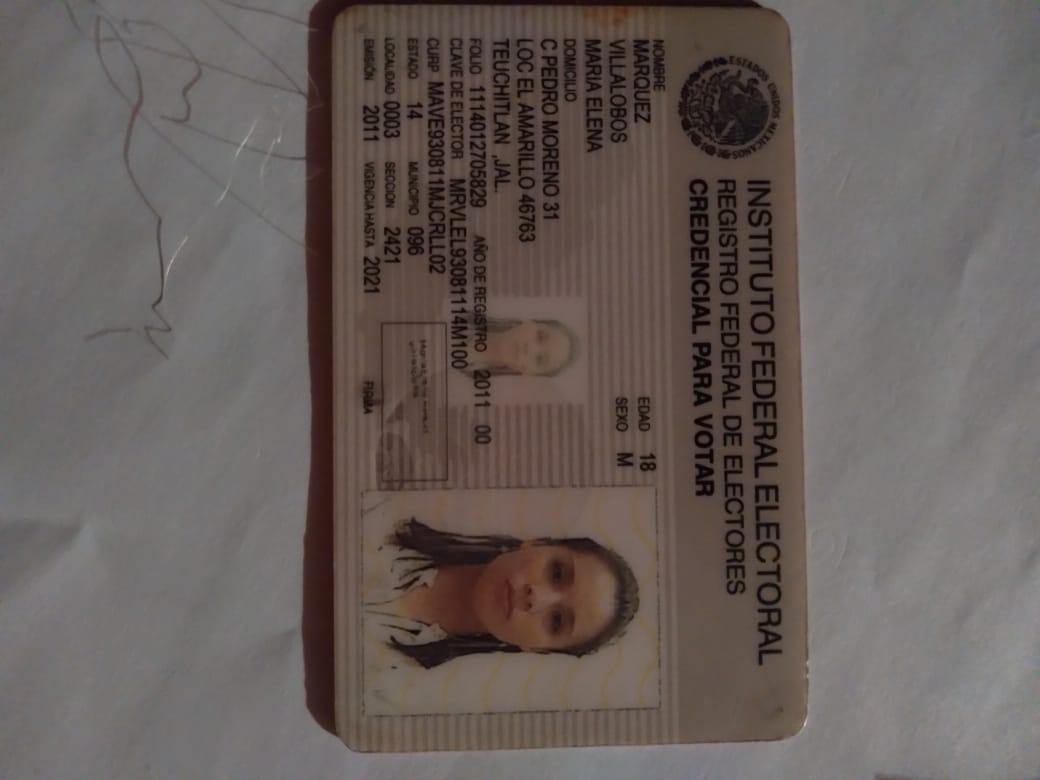 ESTADOS UNIDOS MEXICANOS
INSTITUTO FEDERAL ELECTORAL
REGISTRO FEDERAL DE ELECTORES
CREDENCIAL PARA VOTAR
NOMBRE
MARQUEZ
VILLALOBOS
MARIA ELENA
EDAD 18
SEXO M
DOMICILIO
C PEDRO MORENO 31
LOC EL AMARILLO 46763
TEUCHITLAN ,JAL.
FOLIO 1114012705829 AÑO DE REGISTRO 2011 00
CLAVE DE ELECTOR MRVLEL93081114M100
CURP MAVE930811MJCRLL02
ESTADO 14 MUNICIPIO 096
LOCALIDAD 0003 SECCION 2421
EMISIÓN 2011 VIGENCIA HASTA 2021
FIRMA